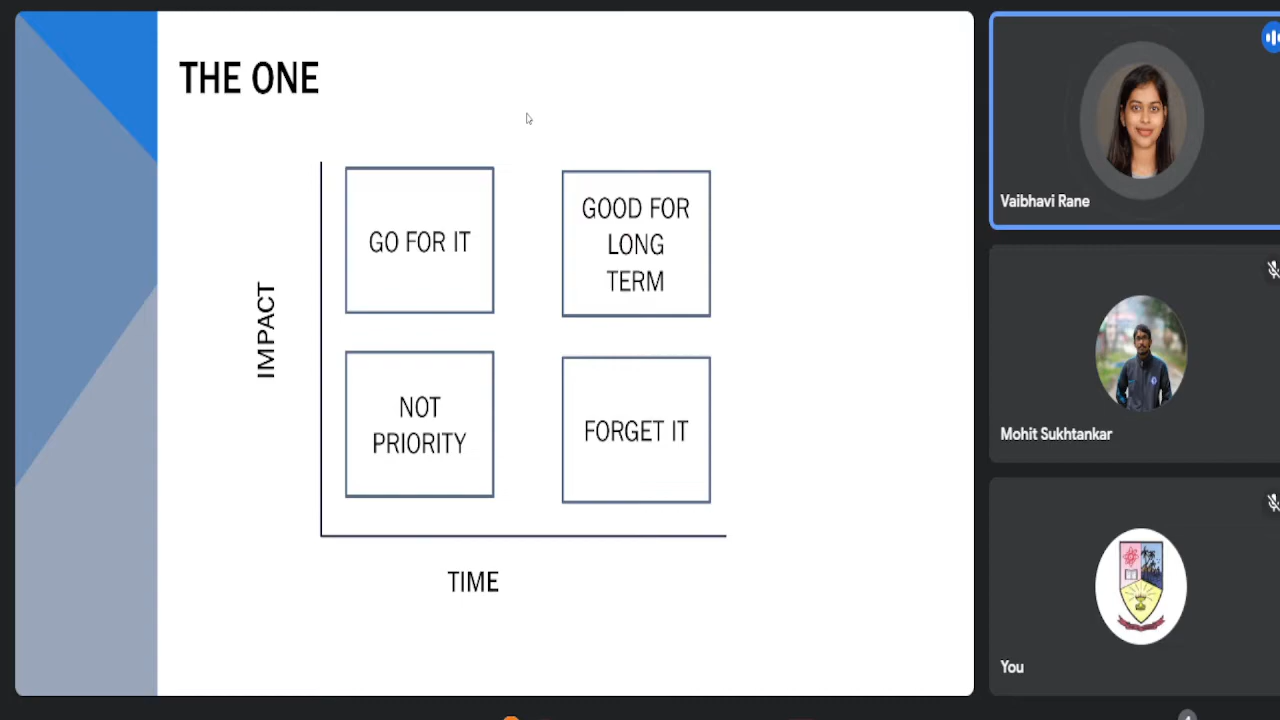 THE ONE
IMPACT
GO FOR IT
GOOD FOR
LONG
TERM
NOT
PRIORITY
FORGET IT
TIME
Vaibhavi Rane
Mohit Sukhtankar
You